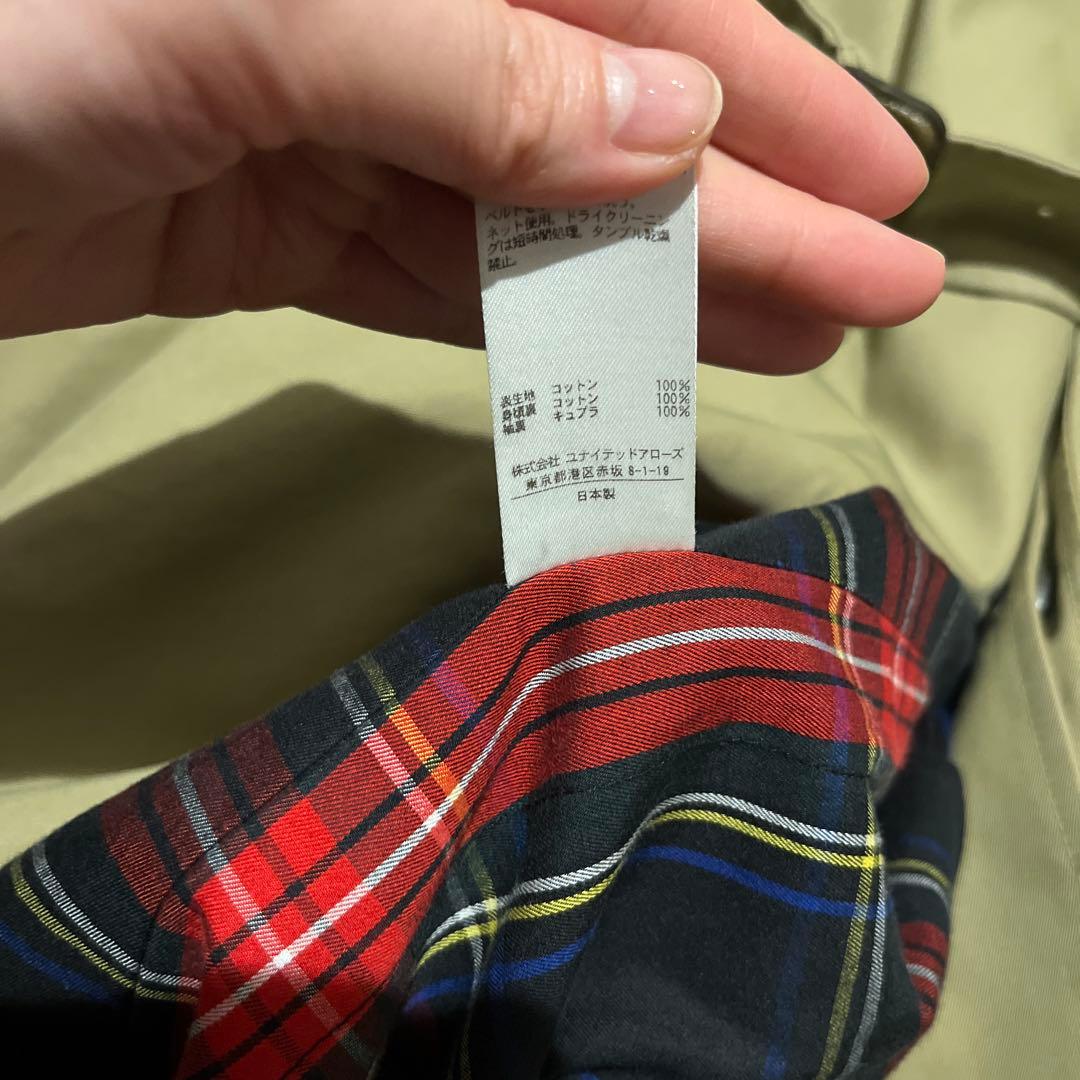 ネット使用。ドライクリーニン
グは短時間処理。タンブル乾燥
禁止。
表生地 コットン 100%
身頃裏 コットン 100%
袖裏 キュプラ 100%
株式会社 ユナイテッドアローズ
東京都港区赤坂 8-1-19
日本製